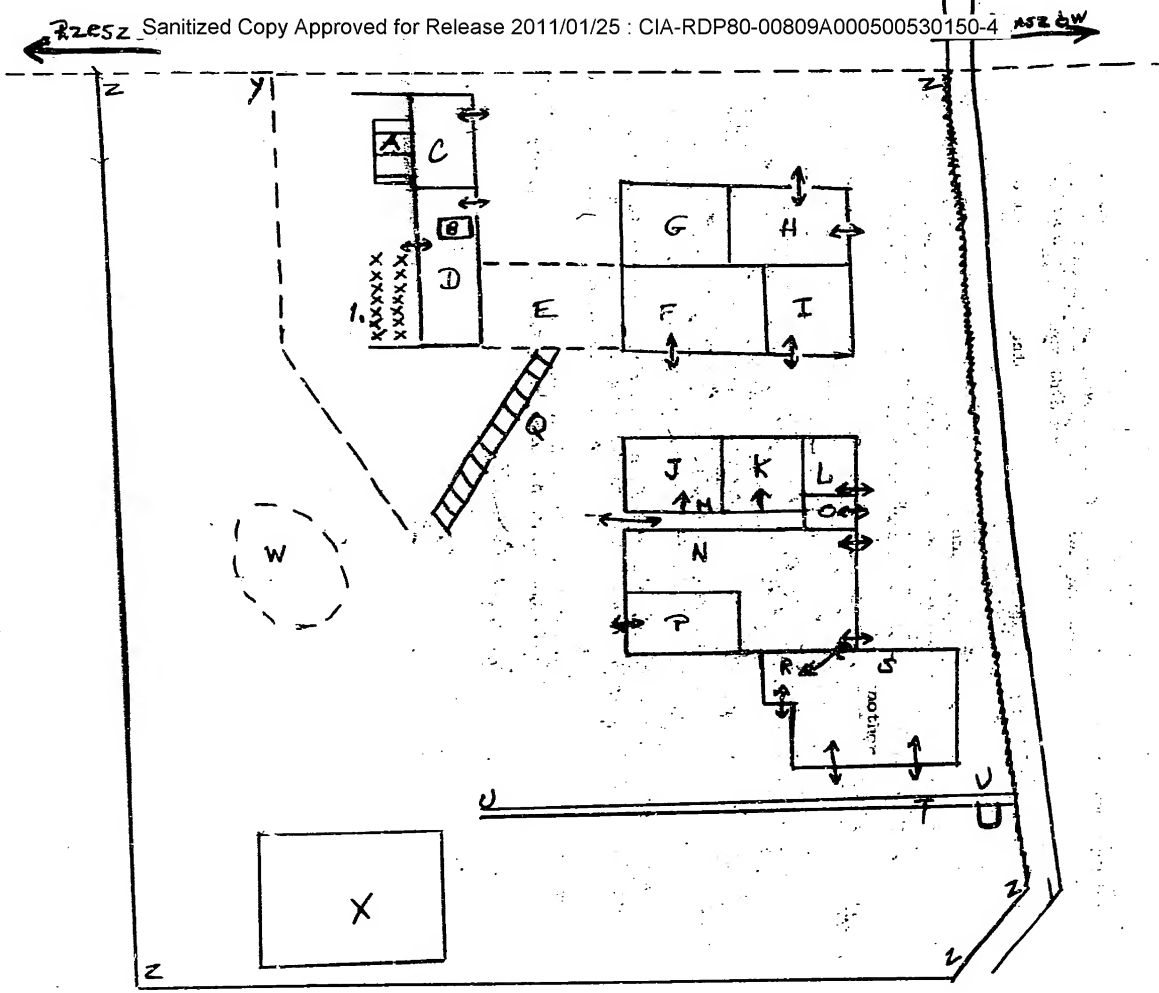 Rzesz Sanitized Copy Approved for Release 2011/01/25 : CIA-RDP80-00809A000500530150-4
Z Y Z
A C
B
G H
D
1. E F I
Q
J K L
M
O
W N
P
R S
U U
T
X
Z
Z Z